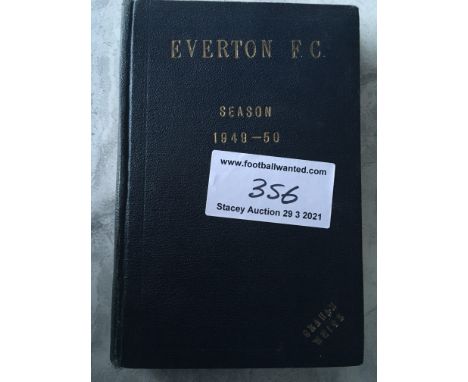 EVERTON F.C.
SEASON
1949-50
www.footballwanted.com
356
Stacey Auction 29 3 2021